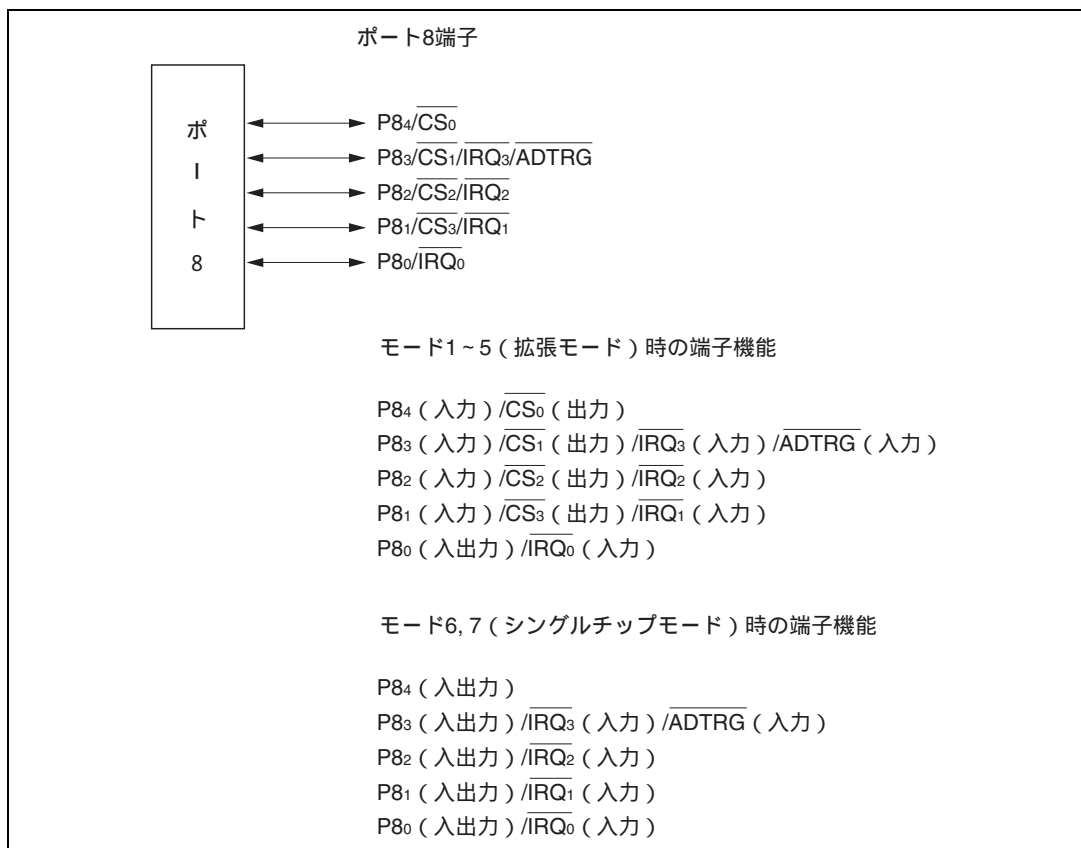 ポート8端子
ポート8
P84/CS0
P83/CS1/IRQ3/ADTRG
P82/CS2/IRQ2
P81/CS3/IRQ1
P80/IRQ0
モード1~5(拡張モード)時の端子機能
P84(入力)/CS0(出力)
P83(入力)/CS1(出力)/IRQ3(入力)/ADTRG(入力)
P82(入力)/CS2(出力)/IRQ2(入力)
P81(入力)/CS3(出力)/IRQ1(入力)
P80(入出力)/IRQ0(入力)
モード6, 7(シングルチップモード)時の端子機能
P84(入出力)
P83(入出力)/IRQ3(入力)/ADTRG(入力)
P82(入出力)/IRQ2(入力)
P81(入出力)/IRQ1(入力)
P80(入出力)/IRQ0(入力)